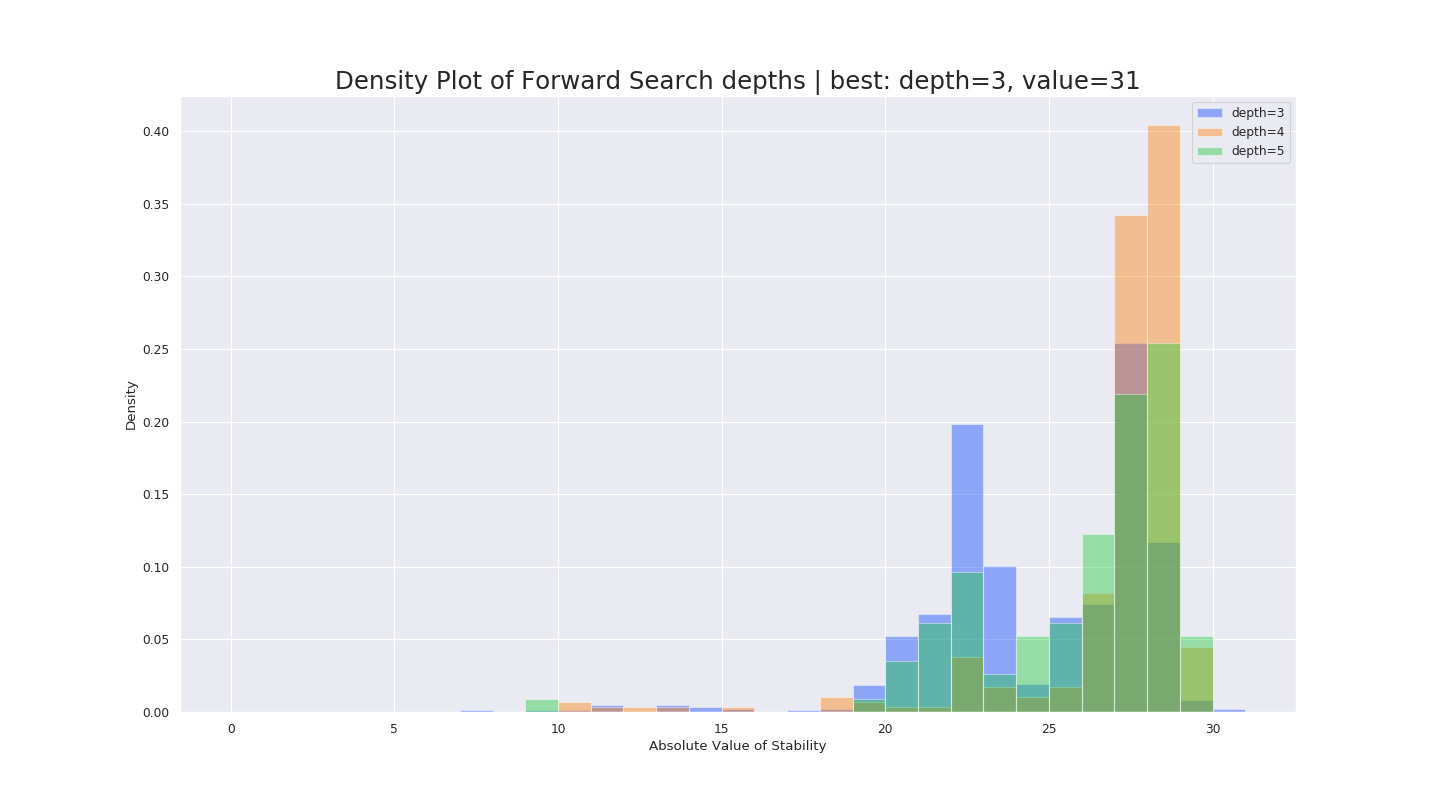 Density Plot of Forward Search depths | best: depth=3, value=31
depth=3
depth=4
depth=5
0.40
0.35
0.30
0.25
0.20
0.15
0.10
0.05
0.00
Density
0 5 10 15 20 25 30
Absolute Value of Stability